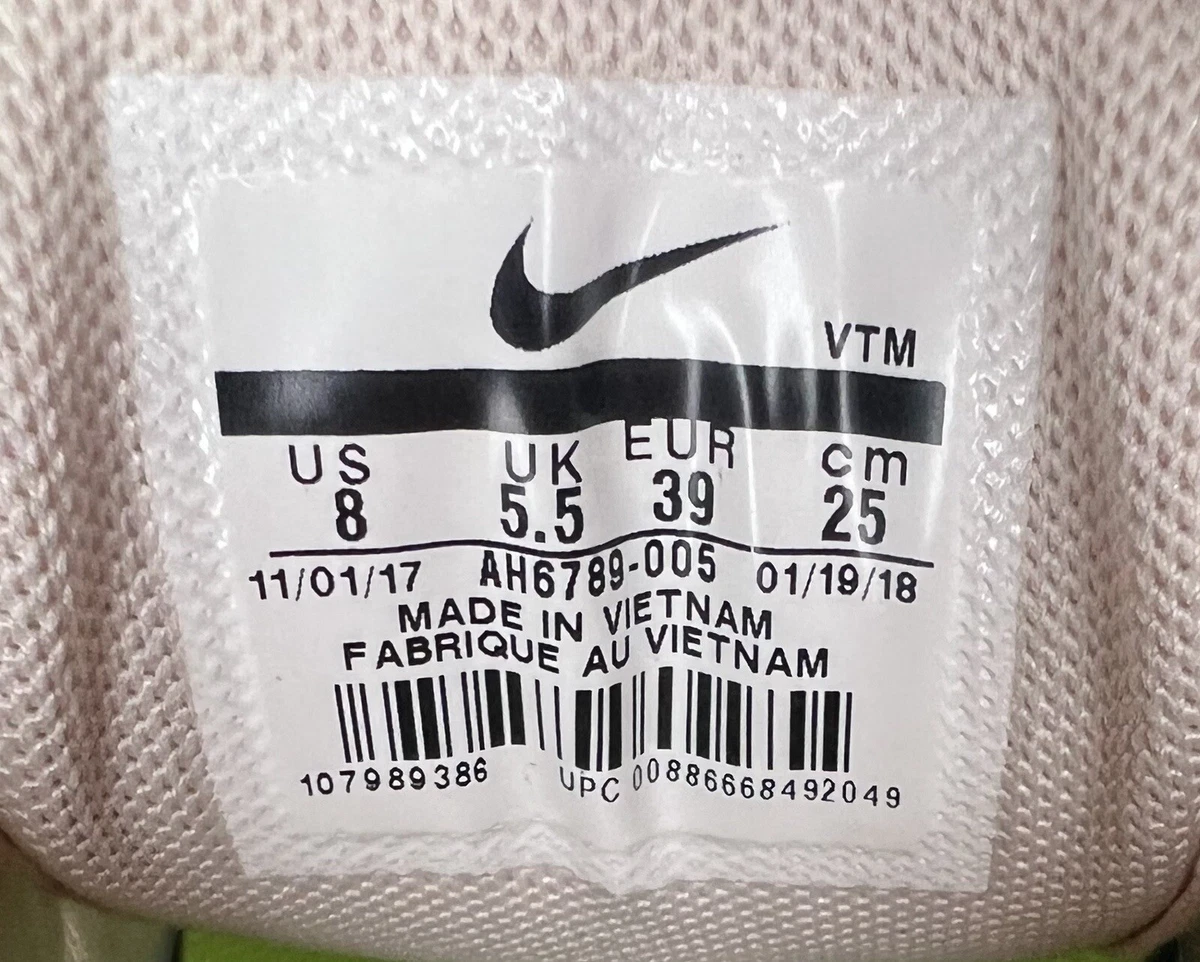 VTM
US UK EUR cm
8 5.5 39 25
11/01/17 AH6789-005 01/19/18
MADE IN VIETNAM
FABRIQUE AU VIETNAM
107989386 UPC 00886668492049